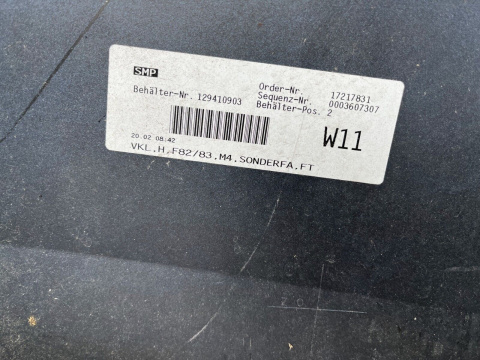 SMP
Order-Nr. 17217831
Behälter-Nr. 129410903 Sequenz-Nr. 0003607307
Behälter-Pos. 2
20.02 08:42
W11
VKL.H.F82/83.M4.SONDERFA.FT